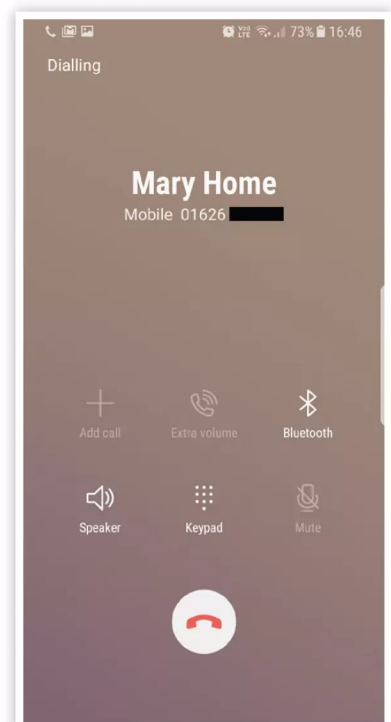 73% 16:46
Dialling
Mary Home
Mobile 01626
Add call Extra volume Bluetooth
Speaker Keypad Mute